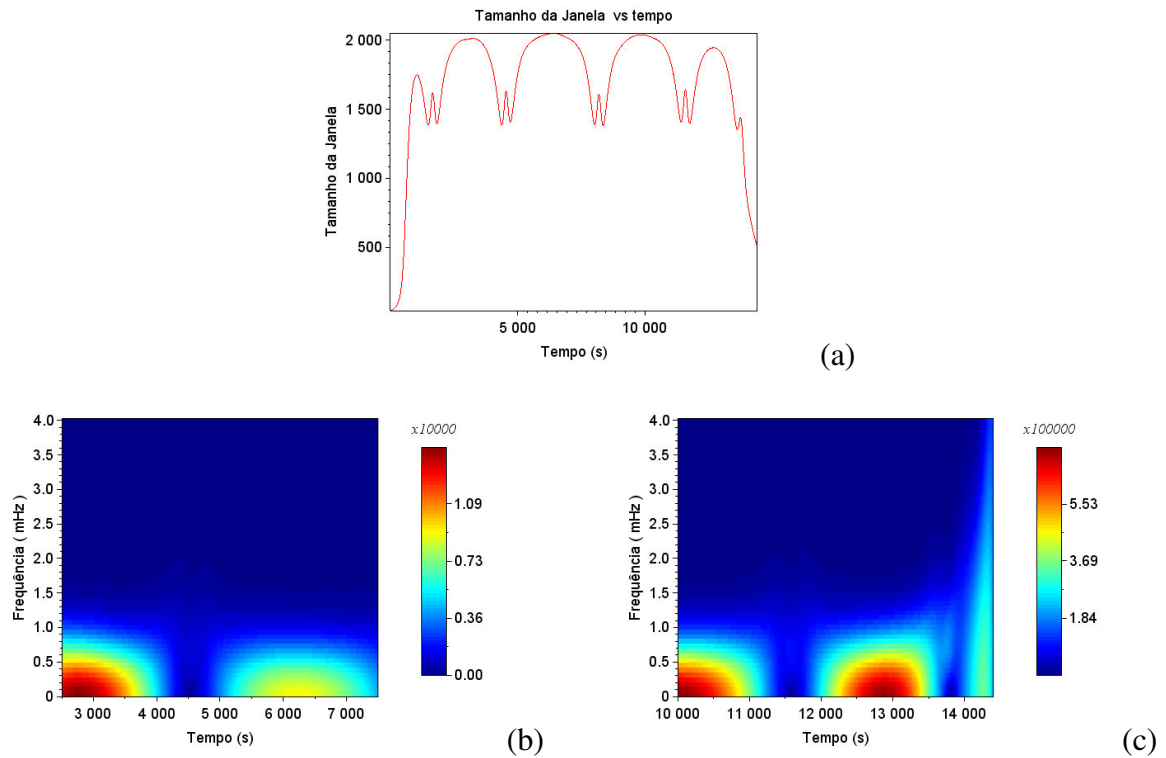 Tamanho da Janela vs tempo
Tamanho da Janela
2 000
1 500
1 000
500
5 000 10 000
Tempo (s)
(a)
x10000
Frequência ( mHz )
4.0
3.5
3.0
2.5
2.0
1.5
1.0
0.5
0
1.09
0.73
0.36
0.00
3 000 4 000 5 000 6 000 7 000
Tempo (s)
(b)
x100000
Frequência ( mHz )
4.0
3.5
3.0
2.5
2.0
1.5
1.0
0.5
0
5.53
3.69
1.84
10 000 11 000 12 000 13 000 14 000
Tempo (s)
(c)